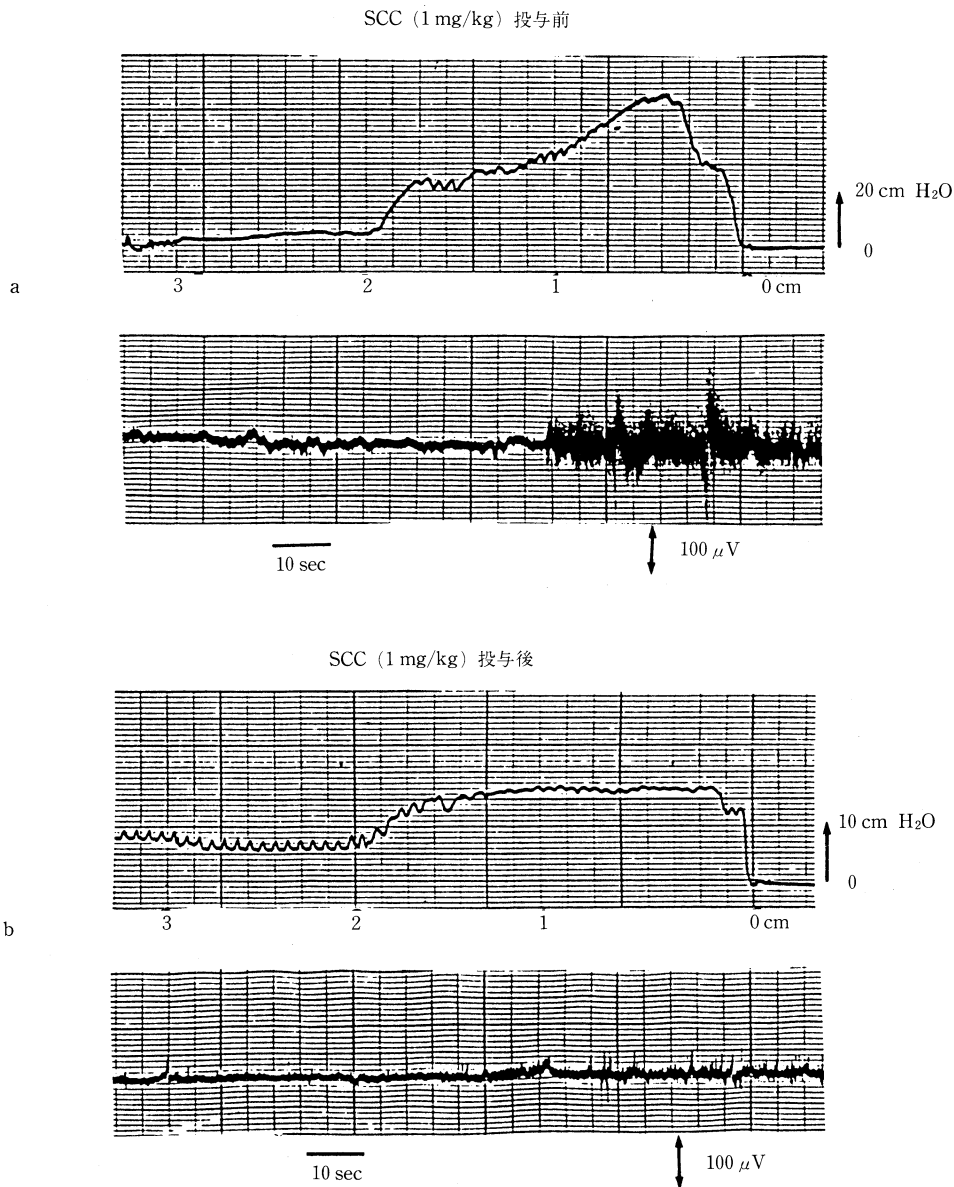 SCC (1 mg/kg) 投与前
20 cm H₂O
0
a
3 2 1 0 cm
10 sec
100 μV
SCC (1 mg/kg) 投与後
10 cm H₂O
0
b
3 2 1 0 cm
10 sec
100 μV